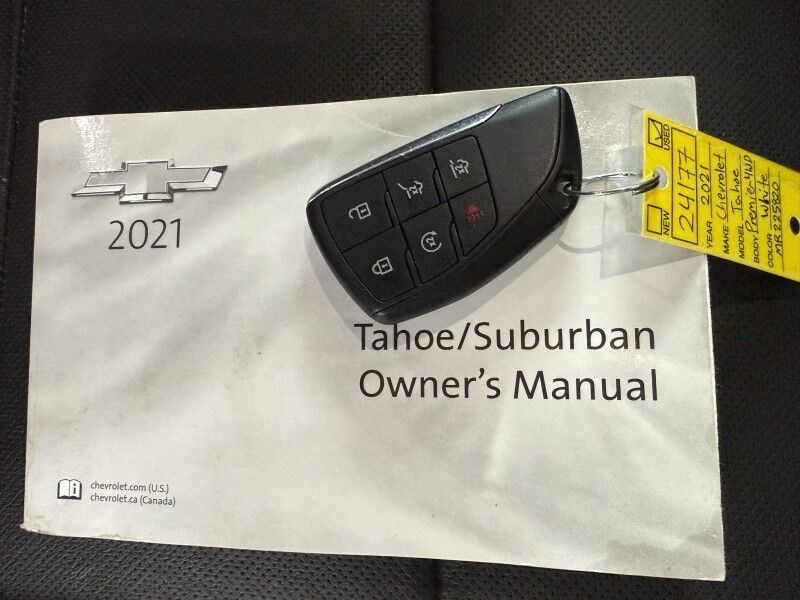 2021
Tahoe/Suburban
Owner's Manual
chevrolet.com (U.S.)
chevrolet.ca (Canada)
NEW
USED
24177
YEAR 2021
MAKE Chevrolet
MODEL Tahoe
BODY Premier-4WD
COLOR White
MR225820